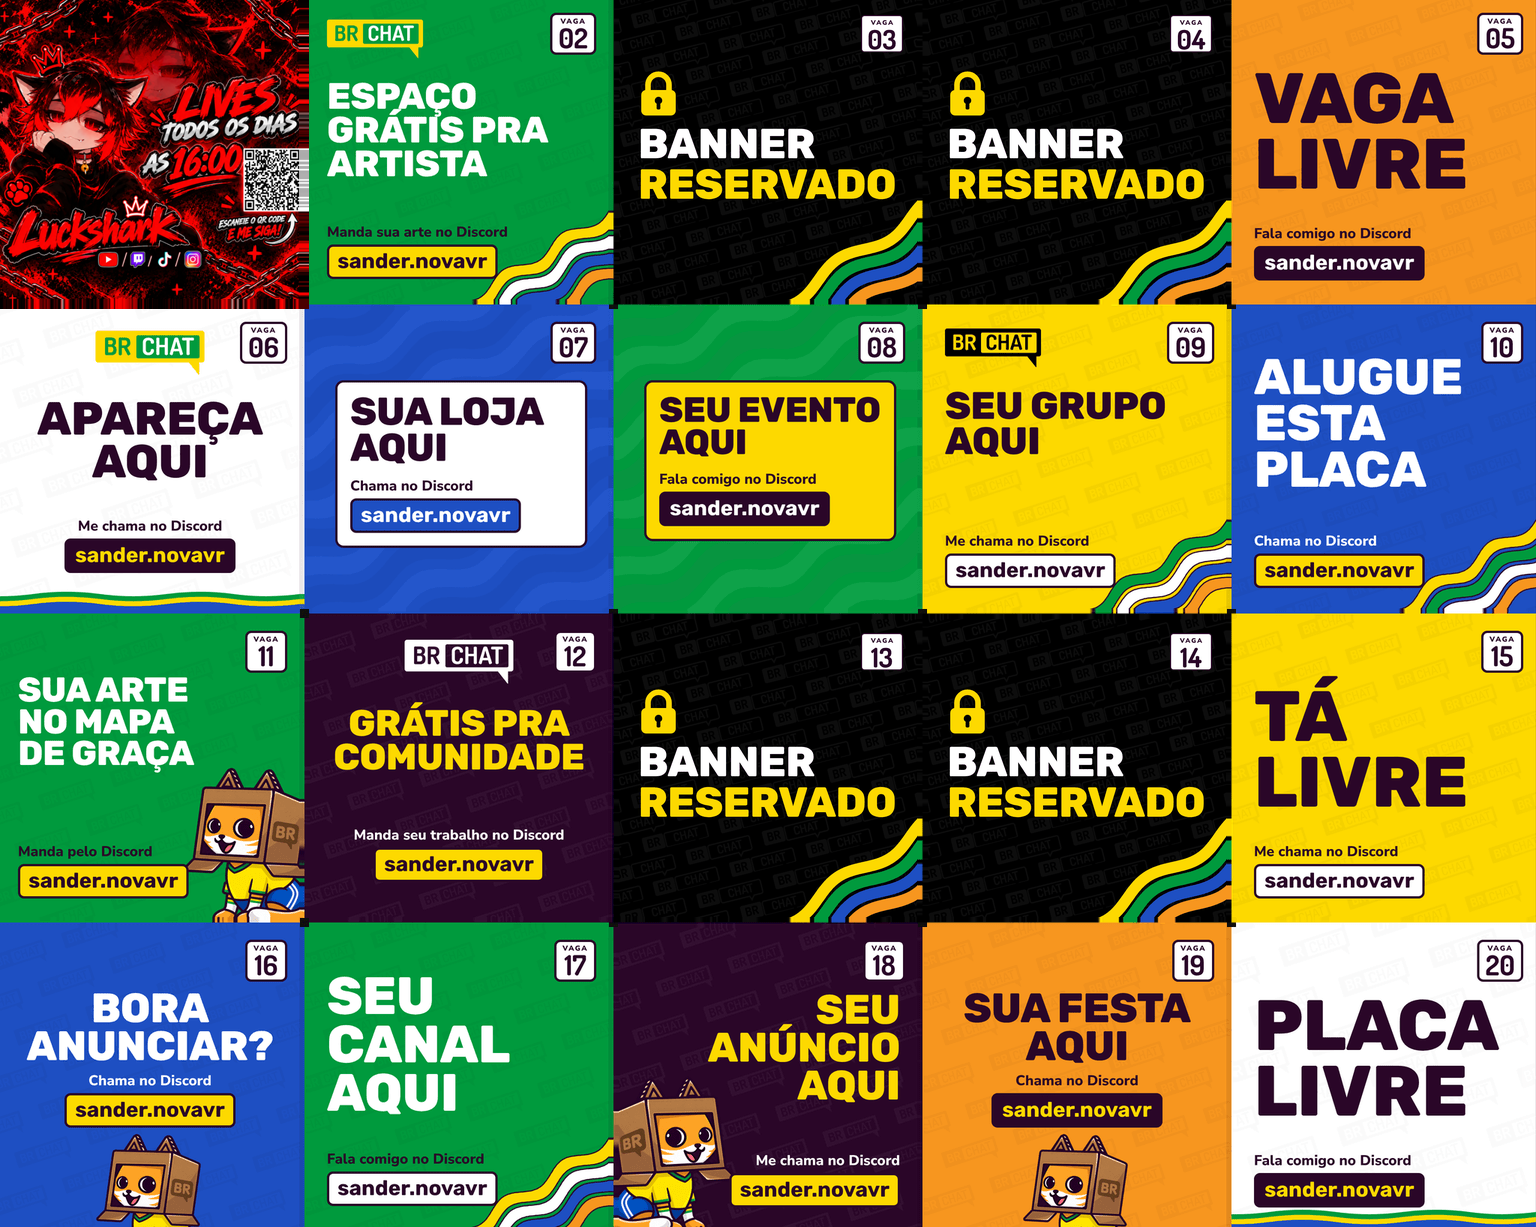 LIVES
TODOS OS DIAS
AS 16:00
ESCANEIE O QR CODE
E ME SIGA!
Luckshark
BR CHAT
VAGA
02
ESPAÇO
GRÁTIS PRA
ARTISTA
Manda sua arte no Discord
sander.novavr
VAGA
03
BANNER
RESERVADO
VAGA
04
BANNER
RESERVADO
VAGA
05
VAGA
LIVRE
Fala comigo no Discord
sander.novavr
BR CHAT
VAGA
06
APAREÇA
AQUI
Me chama no Discord
sander.novavr
VAGA
07
SUA LOJA
AQUI
Chama no Discord
sander.novavr
VAGA
08
SEU EVENTO
AQUI
Fala comigo no Discord
sander.novavr
BR CHAT
VAGA
09
SEU GRUPO
AQUI
Me chama no Discord
sander.novavr
VAGA
10
ALUGUE
ESTA
PLACA
Chama no Discord
sander.novavr
VAGA
11
SUA ARTE
NO MAPA
DE GRAÇA
BR
Manda pelo Discord
sander.novavr
BR CHAT
VAGA
12
GRÁTIS PRA
COMUNIDADE
Manda seu trabalho no Discord
sander.novavr
VAGA
13
BANNER
RESERVADO
VAGA
14
BANNER
RESERVADO
VAGA
15
TÁ
LIVRE
Me chama no Discord
sander.novavr
VAGA
16
BORA
ANUNCIAR?
Chama no Discord
sander.novavr
BR
VAGA
17
SEU
CANAL
AQUI
Fala comigo no Discord
sander.novavr
VAGA
18
SEU
ANÚNCIO
AQUI
BR
Me chama no Discord
sander.novavr
VAGA
19
SUA FESTA
AQUI
Chama no Discord
sander.novavr
BR
VAGA
20
PLACA
LIVRE
Fala comigo no Discord
sander.novavr